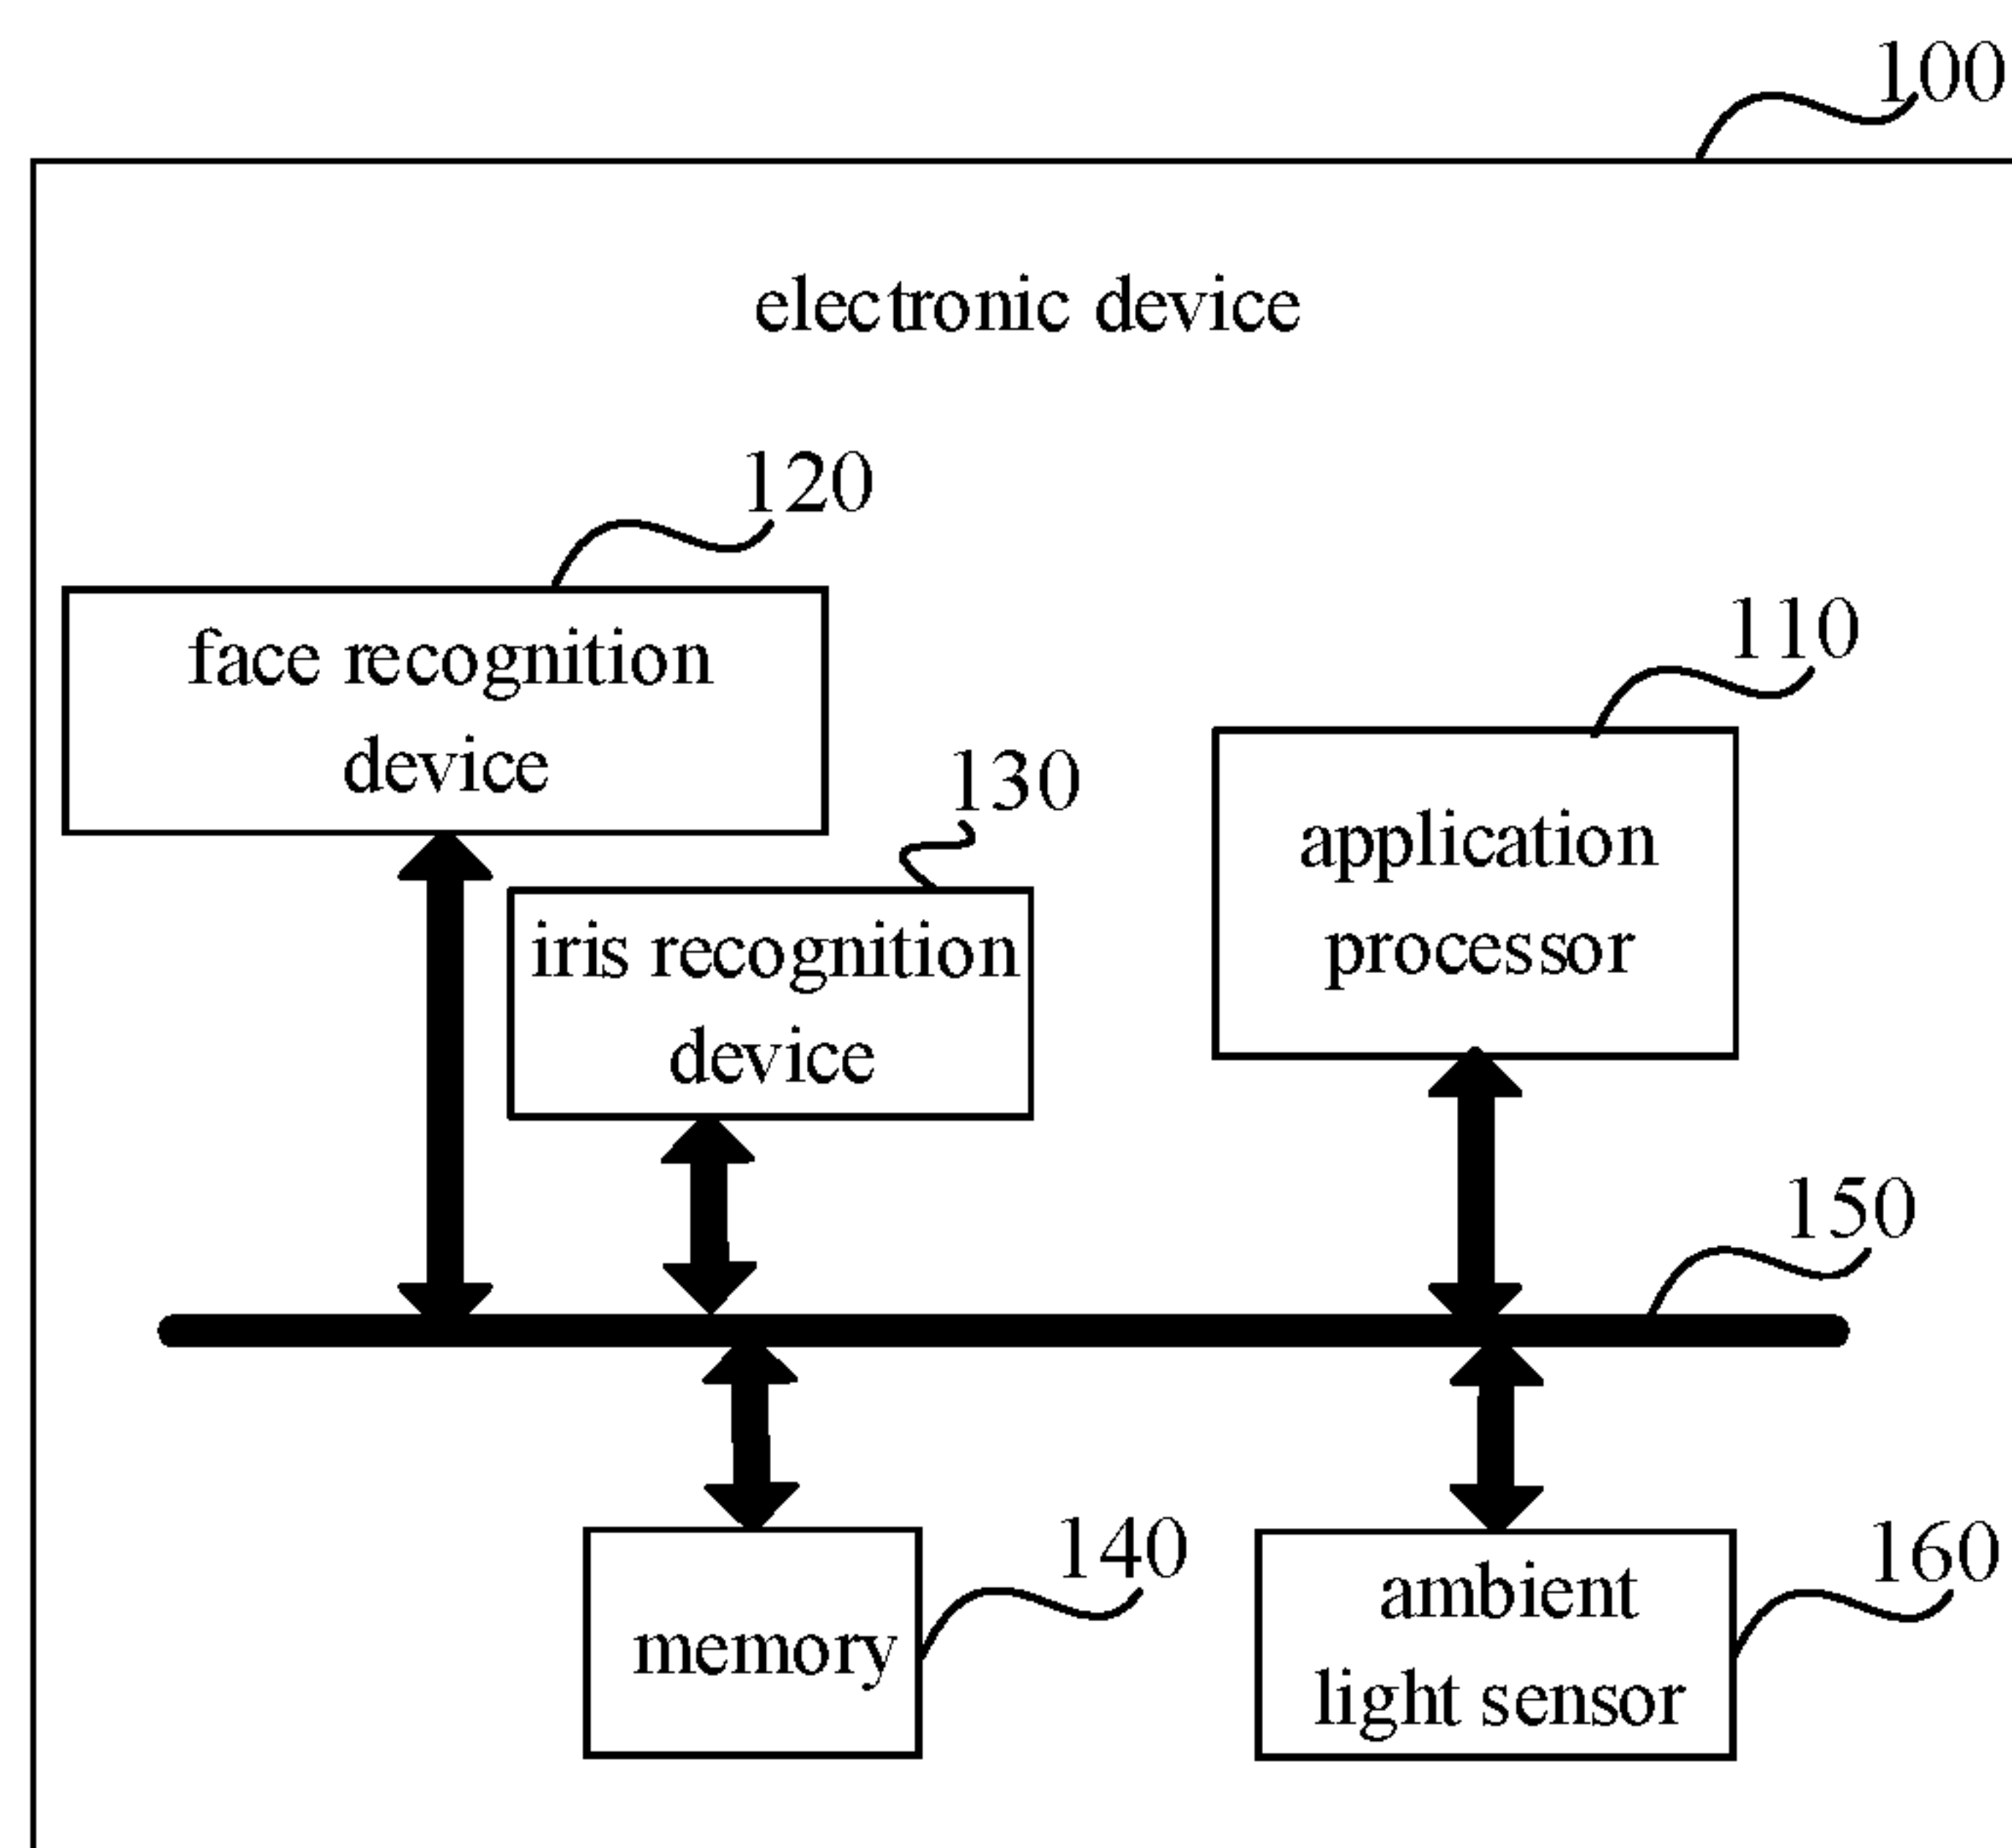 100
electronic device
120
face recognition
device
110
130
application
processor
iris recognition
device
150
140
memory
160
ambient
light sensor